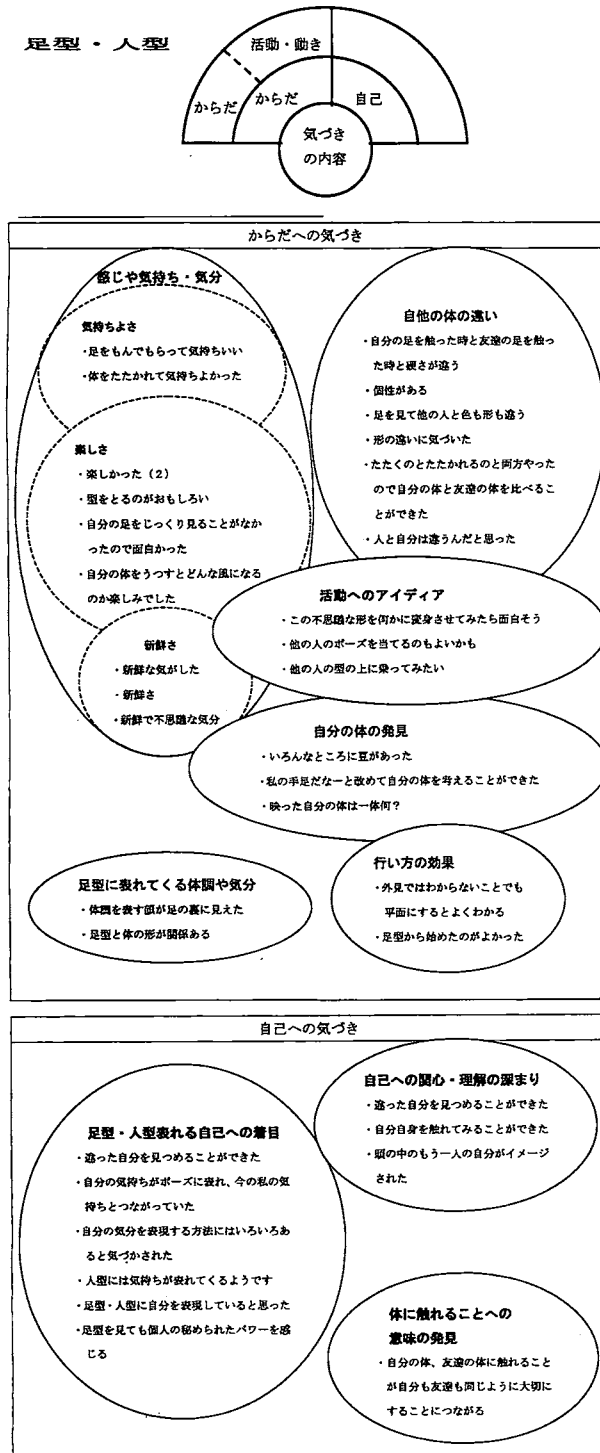 足型・人型
活動・動き
からだ
からだ
自己
気づき
の内容
からだへの気づき
感じや気持ち・気分
気持ちよさ
・足をもんでもらって気持ちいい
・体をたたかれて気持ちよかった
楽しさ
・楽しかった（2）
・型をとるのがおもしろい
・自分の足をじっくり見ることがなか
ったので面白かった
・自分の体をうつすとどんな風になる
のか楽しみでした
新鮮さ
・新鮮な気がした
・新鮮さ
・新鮮で不思議な気分
自他の体の違い
・自分の足を触った時と友達の足を触っ
た時と硬さが違う
・個性がある
・足を見て他の人と色も形も違う
・形の違いに気づいた
・たたくのとたたかれるのと両方やった
ので自分の体と友達の体を比べるこ
とができた
・人と自分は違うんだと思った
活動へのアイディア
・この不思議な形を何かに変身させてみたら面白そう
・他の人のポーズを当てるのもよいかも
・他の人の型の上に乗ってみたい
自分の体の発見
・いろんなところに豆があった
・私の手足だなーと改めて自分の体を考えることができた
・映った自分の体は一体何？
足型に表れてくる体調や気分
・体調を表す顔が足の裏に見えた
・足型と体の形が関係ある
行い方の効果
・外見ではわからないことでも
平面にするとよくわかる
・足型から始めたのがよかった
自己への気づき
足型・人型表れる自己への着目
・違った自分を見つめることができた
・自分の気持ちがポーズに表れ、今の私の気
持ちとつながっていた
・自分の気分を表現する方法にはいろいろあ
ると気づかされた
・人型には気持ちが表れてくるようです
・足型・人型に自分を表現していると思った
・足型を見ても個人の秘められたパワーを感
じる
自己への関心・理解の深まり
・違った自分を見つめることができた
・自分自身を触れてみることができた
・頭の中のもう一人の自分がイメージ
された
体に触れることへの
意味の発見
・自分の体、友達の体に触れること
が自分も友達も同じように大切に
することにつながる